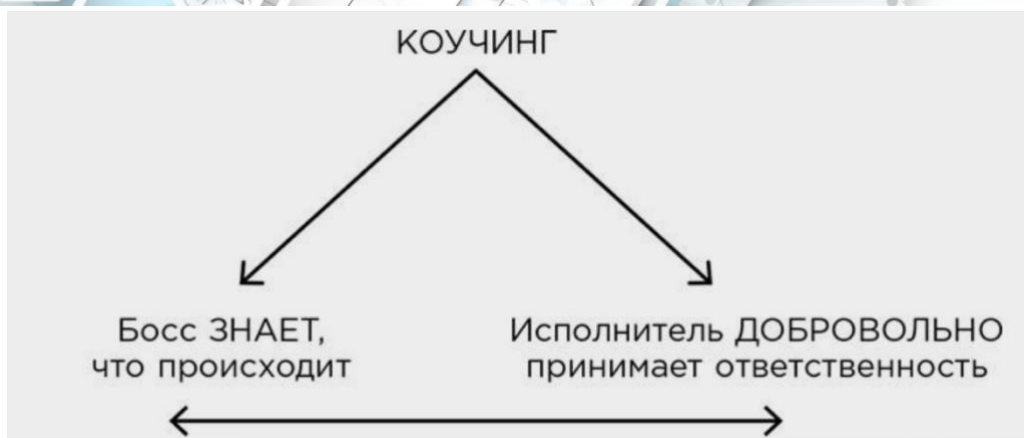 КОУЧИНГ
Босс ЗНАЕТ,
что происходит
Исполнитель ДОБРОВОЛЬНО
принимает ответственность